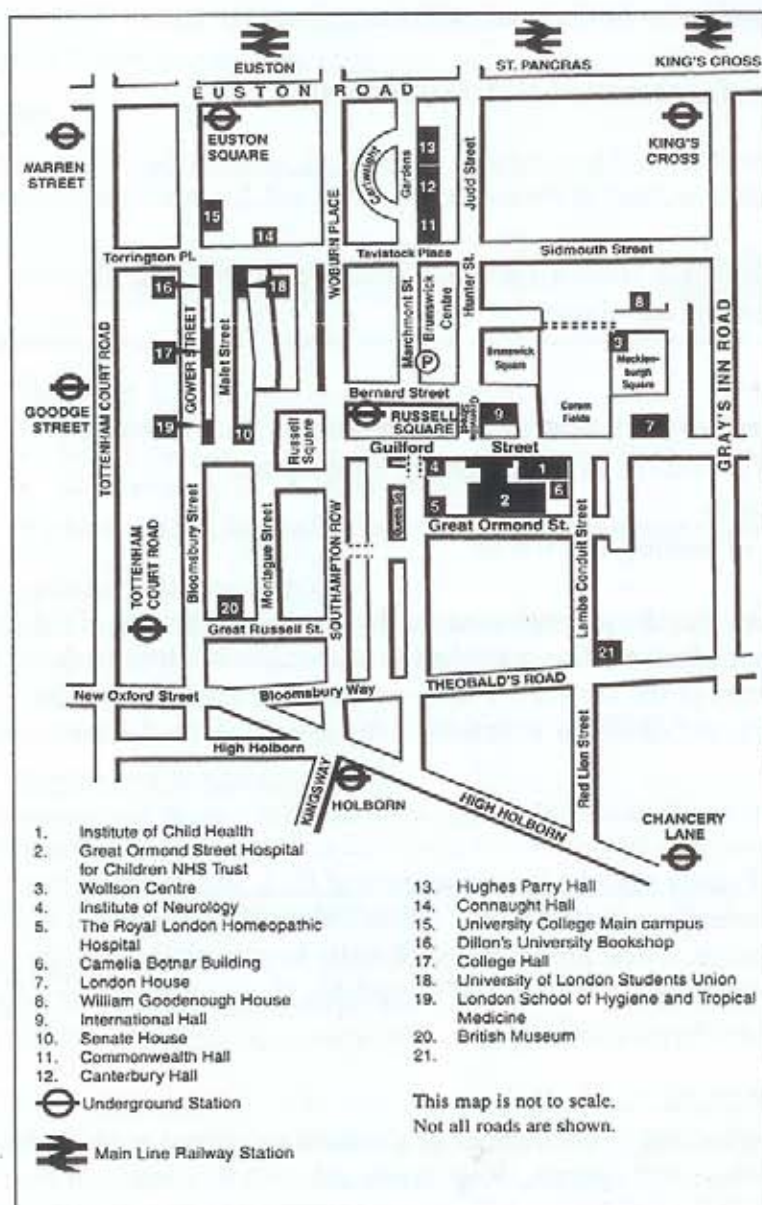 EUSTON
ST. PANCRAS
KING'S CROSS
EUSTON ROAD
WARREN STREET
EUSTON SQUARE
KING'S CROSS
Cartwright Gardens
13
12
11
Judd Street
WOBURN PLACE
15
14
Torrington Pl.
Tavistock Place
Sidmouth Street
16
18
GOWER STREET
Malet Street
Marchmont St.
Brunswick Centre
Hunter St.
8
17
P
Brunswick Square
3
Mecklenburgh Square
GRAY'S INN ROAD
TOTTENHAM COURT ROAD
GOODGE STREET
Bernard Street
Coram Fields
19
10
Russell Square
RUSSELL SQUARE
9
7
Guilford Street
4
1
2
6
5
Queen Sq.
Great Ormond St.
Bloomsbury Street
Montague Street
SOUTHAMPTON ROW
Lambs Conduit Street
TOTTENHAM COURT ROAD
20
Great Russell St.
21
New Oxford Street
Bloomsbury Way
THEOBALD'S ROAD
High Holborn
Red Lion Street
KINGSWAY
HOLBORN
HIGH HOLBORN
CHANCERY LANE
1. Institute of Child Health
2. Great Ormond Street Hospital
for Children NHS Trust
3. Wolfson Centre
4. Institute of Neurology
5. The Royal London Homeopathic
Hospital
6. Camelia Botnar Building
7. London House
8. William Goodenough House
9. International Hall
10. Senate House
11. Commonwealth Hall
12. Canterbury Hall
13. Hughes Parry Hall
14. Connaught Hall
15. University College Main campus
16. Dillon's University Bookshop
17. College Hall
18. University of London Students Union
19. London School of Hygiene and Tropical
Medicine
20. British Museum
21.
Underground Station
Main Line Railway Station
This map is not to scale.
Not all roads are shown.